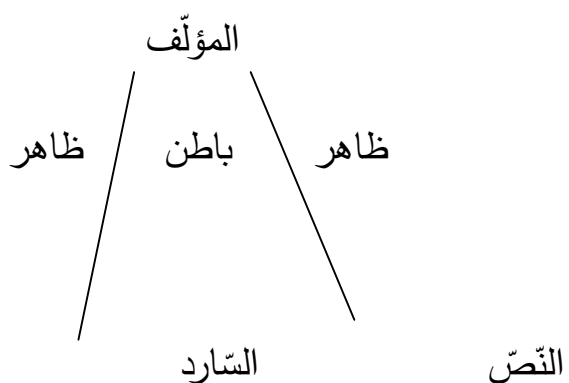 المؤلّف
ظاهر باطن ظاهر
النّصّ السّارد